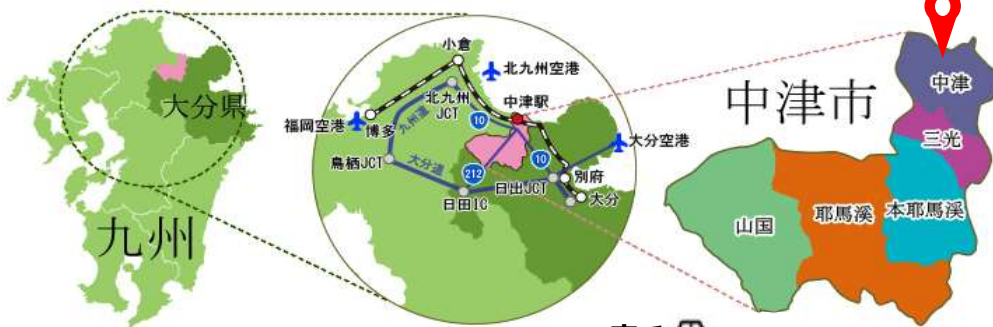 大分県
九州
小倉
北九州空港
北九州
JCT
中津駅
福岡空港
博多
九州道
10
大分空港
鳥栖JCT
大分道
212
10
日出JCT
別府
日田IC
大分
中津市
中津
三光
本耶馬溪
耶馬溪
山国